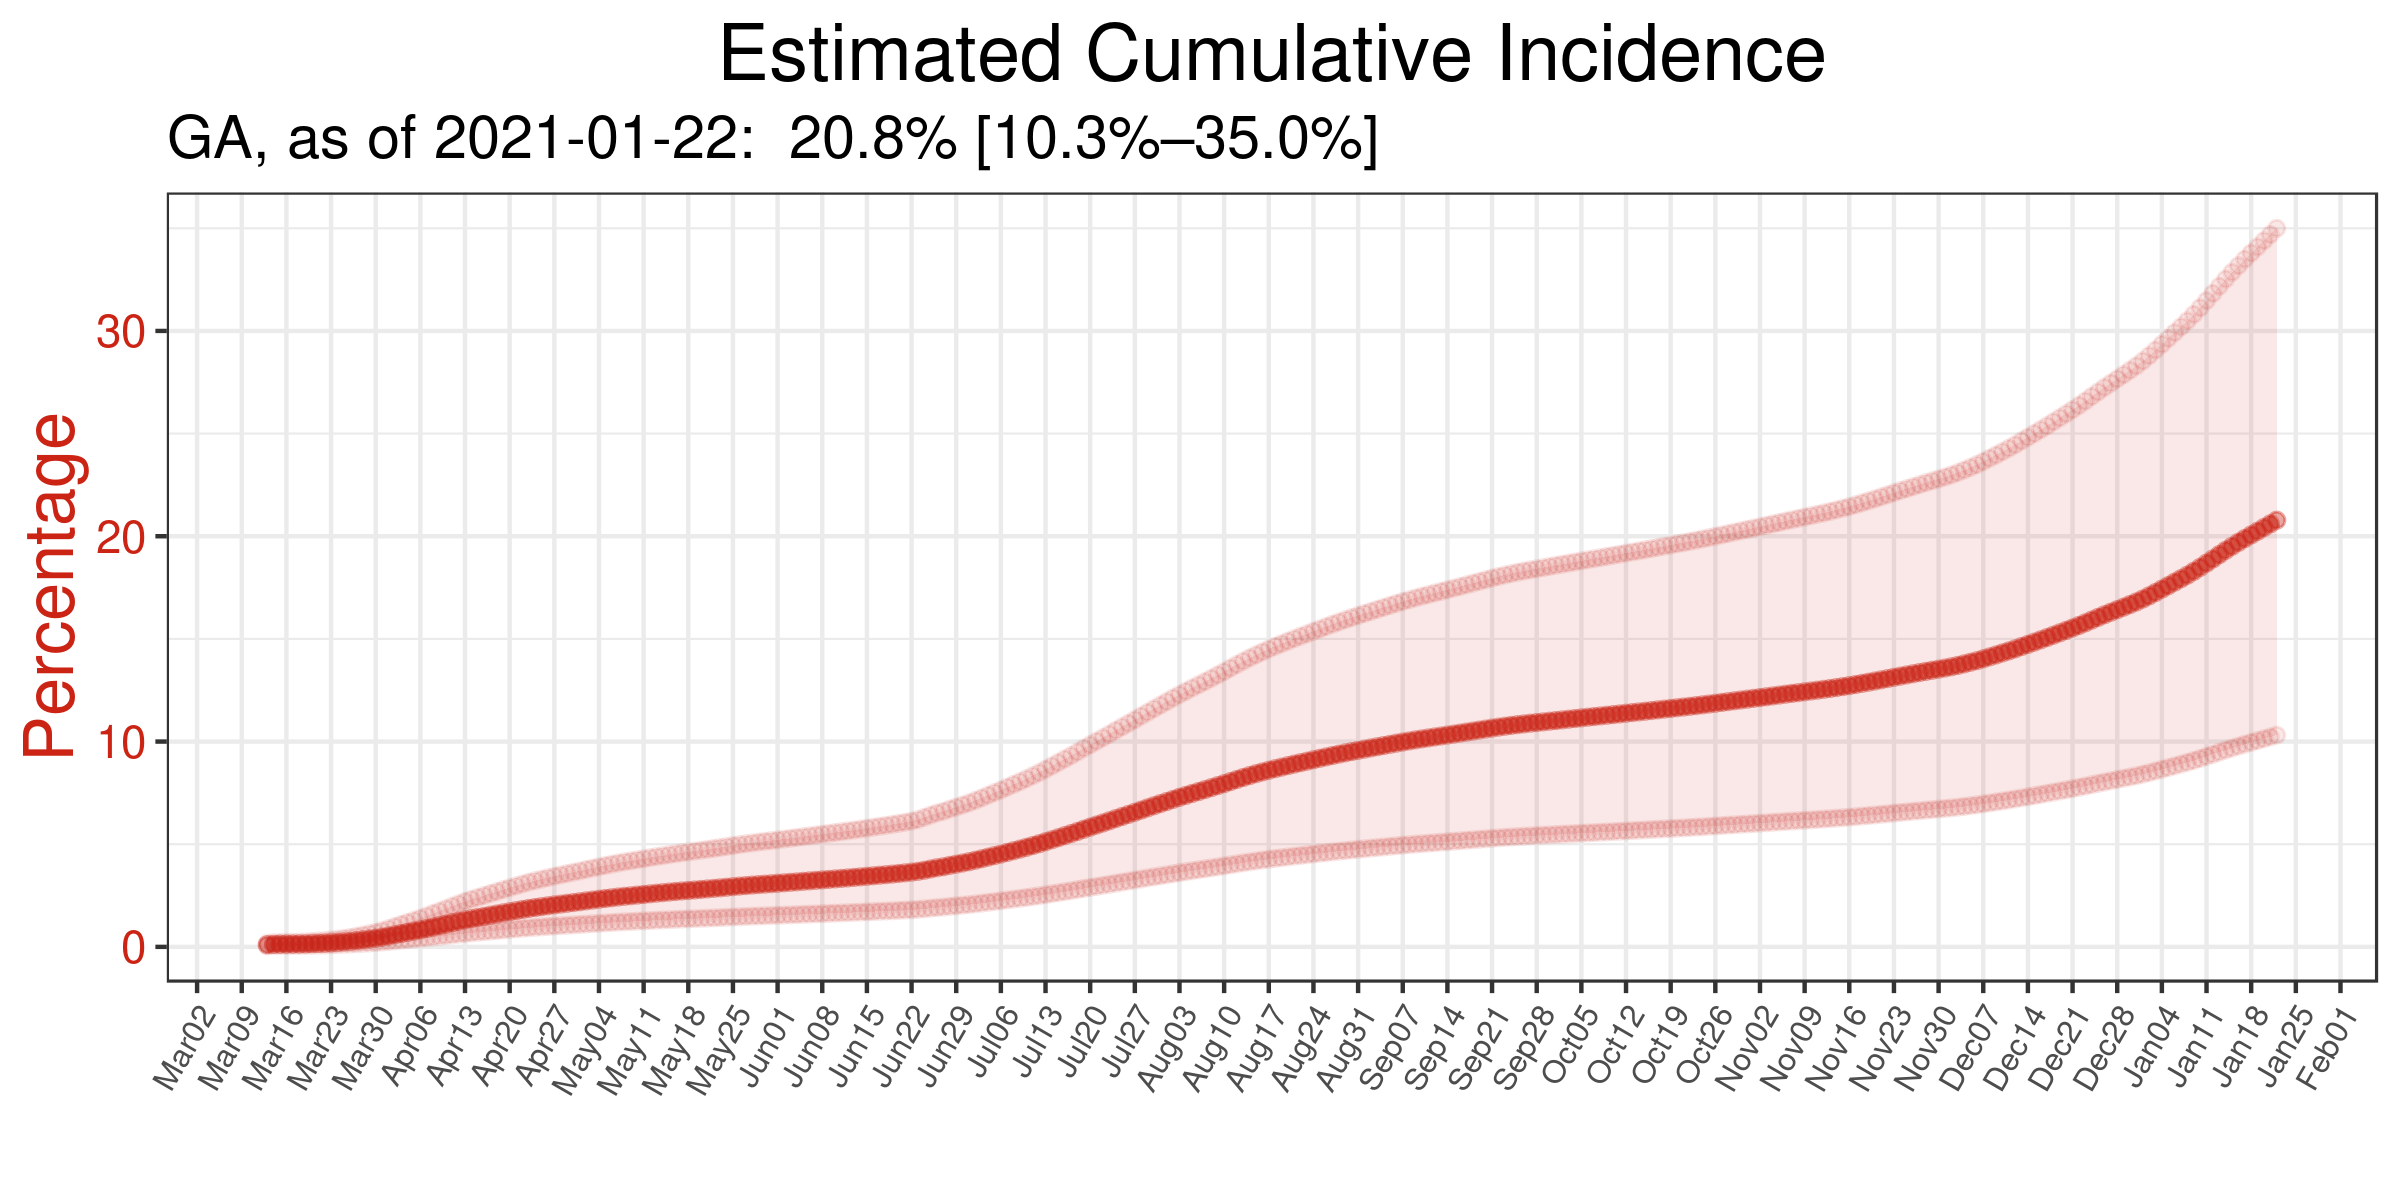 Estimated Cumulative Incidence
GA, as of 2021-01-22:  20.8% [10.3%–35.0%]
Percentage
30
20
10
0
Mar02
Mar09
Mar16
Mar23
Mar30
Apr06
Apr13
Apr20
Apr27
May04
May11
May18
May25
Jun01
Jun08
Jun15
Jun22
Jun29
Jul06
Jul13
Jul20
Jul27
Aug03
Aug10
Aug17
Aug24
Aug31
Sep07
Sep14
Sep21
Sep28
Oct05
Oct12
Oct19
Oct26
Nov02
Nov09
Nov16
Nov23
Nov30
Dec07
Dec14
Dec21
Dec28
Jan04
Jan11
Jan18
Jan25
Feb01